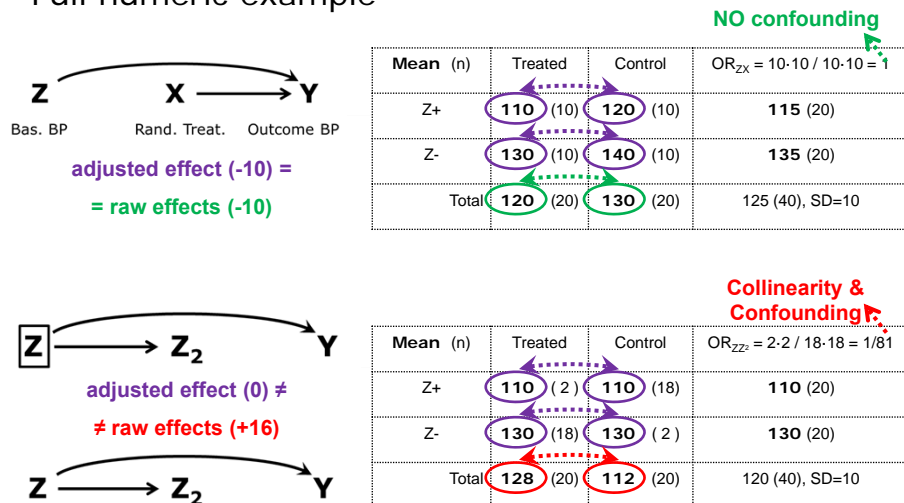 Full numeric example
NO confounding
Z X Y
Bas. BP Rand. Treat. Outcome BP
adjusted effect (-10) =
= raw effects (-10)
Mean (n) Treated Control ORZX = 10·10 / 10·10 = 1
Z+ 110 (10) 120 (10) 115 (20)
Z- 130 (10) 140 (10) 135 (20)
Total 120 (20) 130 (20) 125 (40), SD=10
Collinearity &
Confounding
Z Z2 Y
adjusted effect (0) ≠
≠ raw effects (+16)
Z Z2 Y
Mean (n) Treated Control ORZZ² = 2·2 / 18·18 = 1/81
Z+ 110 ( 2 ) 110 (18) 110 (20)
Z- 130 (18) 130 ( 2 ) 130 (20)
Total 128 (20) 112 (20) 120 (40), SD=10